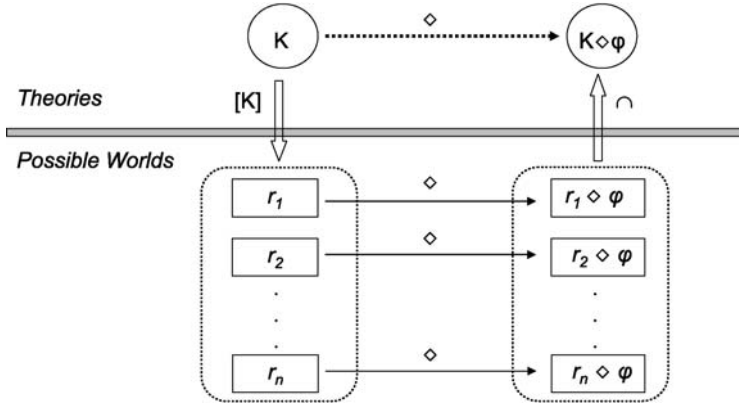 K ◇ K◇φ
Theories [K] ∩
Possible Worlds
r1 ◇ r1 ◇ φ
r2 ◇ r2 ◇ φ
. .
. .
. .
rn ◇ rn ◇ φ